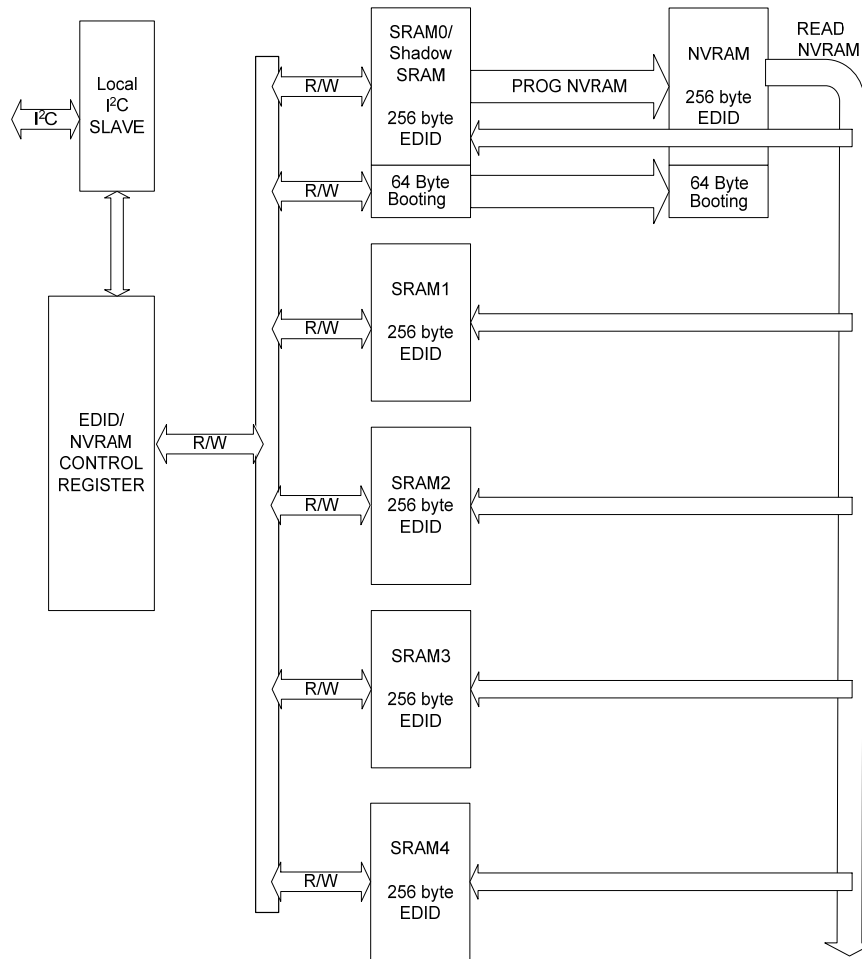 READ
NVRAM
SRAM0/
Shadow
SRAM
256 byte
EDID
R/W
PROG NVRAM
NVRAM
256 byte
EDID
Local
I²C
SLAVE
I²C
R/W
64 Byte
Booting
64 Byte
Booting
SRAM1
256 byte
EDID
R/W
EDID/
NVRAM
CONTROL
REGISTER
R/W
SRAM2
256 byte
EDID
R/W
SRAM3
256 byte
EDID
R/W
SRAM4
256 byte
EDID
R/W